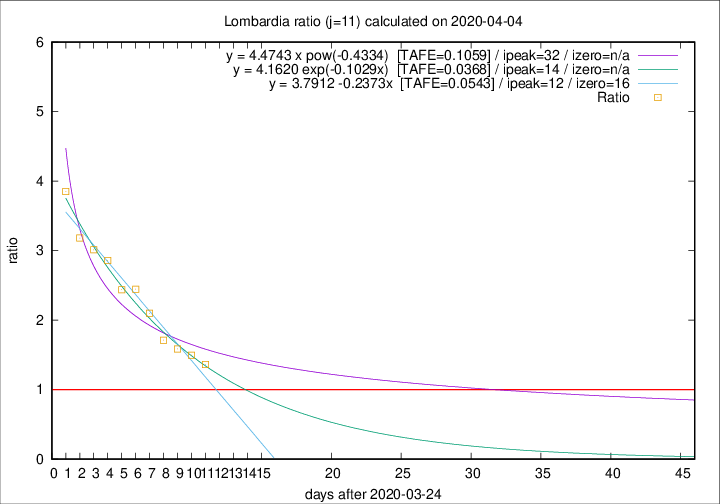 Lombardia ratio (j=11) calculated on 2020-04-04
y = 4.4743 x pow(-0.4334) [TAFE=0.1059] / ipeak=32 / izero=n/a
y = 4.1620 exp(-0.1029x) [TAFE=0.0368] / ipeak=14 / izero=n/a
y = 3.7912 -0.2373x [TAFE=0.0543] / ipeak=12 / izero=16
Ratio
6
5
4
3
2
1
0
ratio
0 1 2 3 4 5 6 7 8 9 10 11 12 13 14 15 20 25 30 35 40 45
days after 2020-03-24